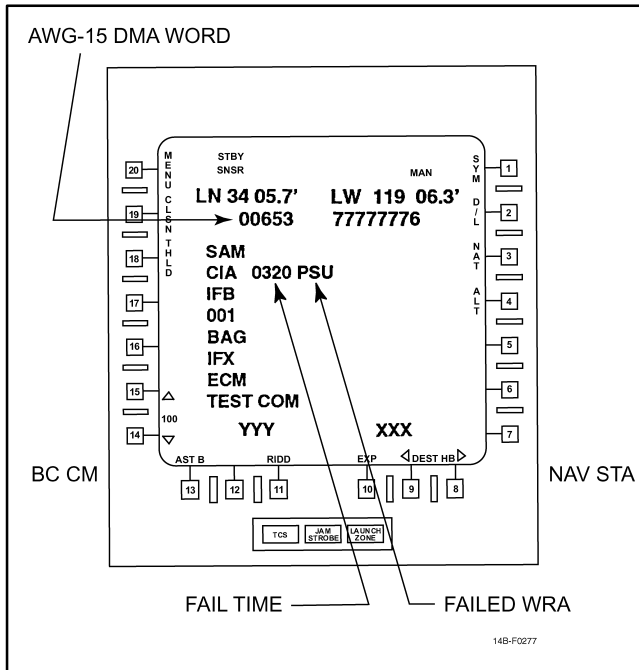 AWG-15 DMA WORD
STBY
SNSR
MAN
LN 34 05.7' LW 119 06.3'
00653 77777776
MENU CLSN THLD
SYM D/L NAT ALT
20
19
18
17
16
15
14
1
2
3
4
5
6
7
SAM
CIA 0320 PSU
IFB
001
BAG
IFX
ECM
TEST COM
100
YYY XXX
AST B RIDD EXP DEST HB
BC CM
NAV STA
13 12 11 10 9 8
TCS JAM STROBE LAUNCH ZONE
FAIL TIME FAILED WRA
14B-F0277